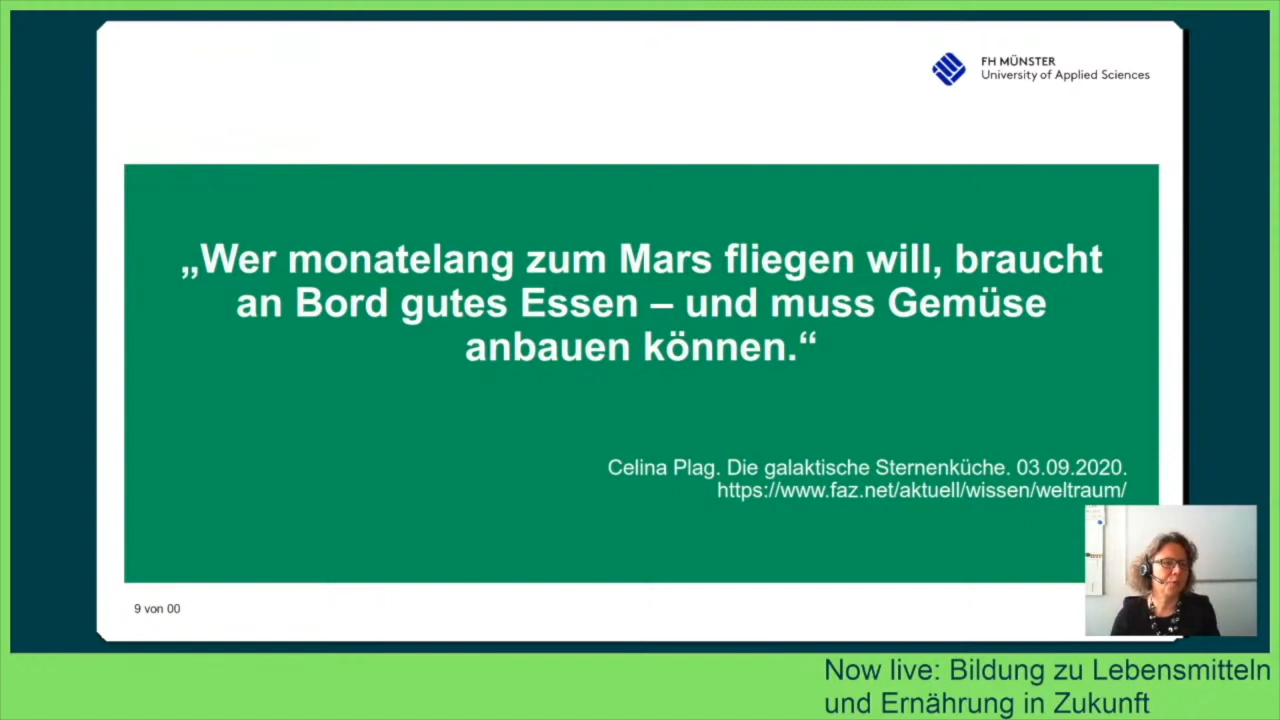 FH MÜNSTER
University of Applied Sciences
„Wer monatelang zum Mars fliegen will, braucht
an Bord gutes Essen – und muss Gemüse
anbauen können.“
Celina Plag. Die galaktische Sternenküche. 03.09.2020.
https://www.faz.net/aktuell/wissen/weltraum/
9 von 00
Now live: Bildung zu Lebensmitteln
und Ernährung in Zukunft